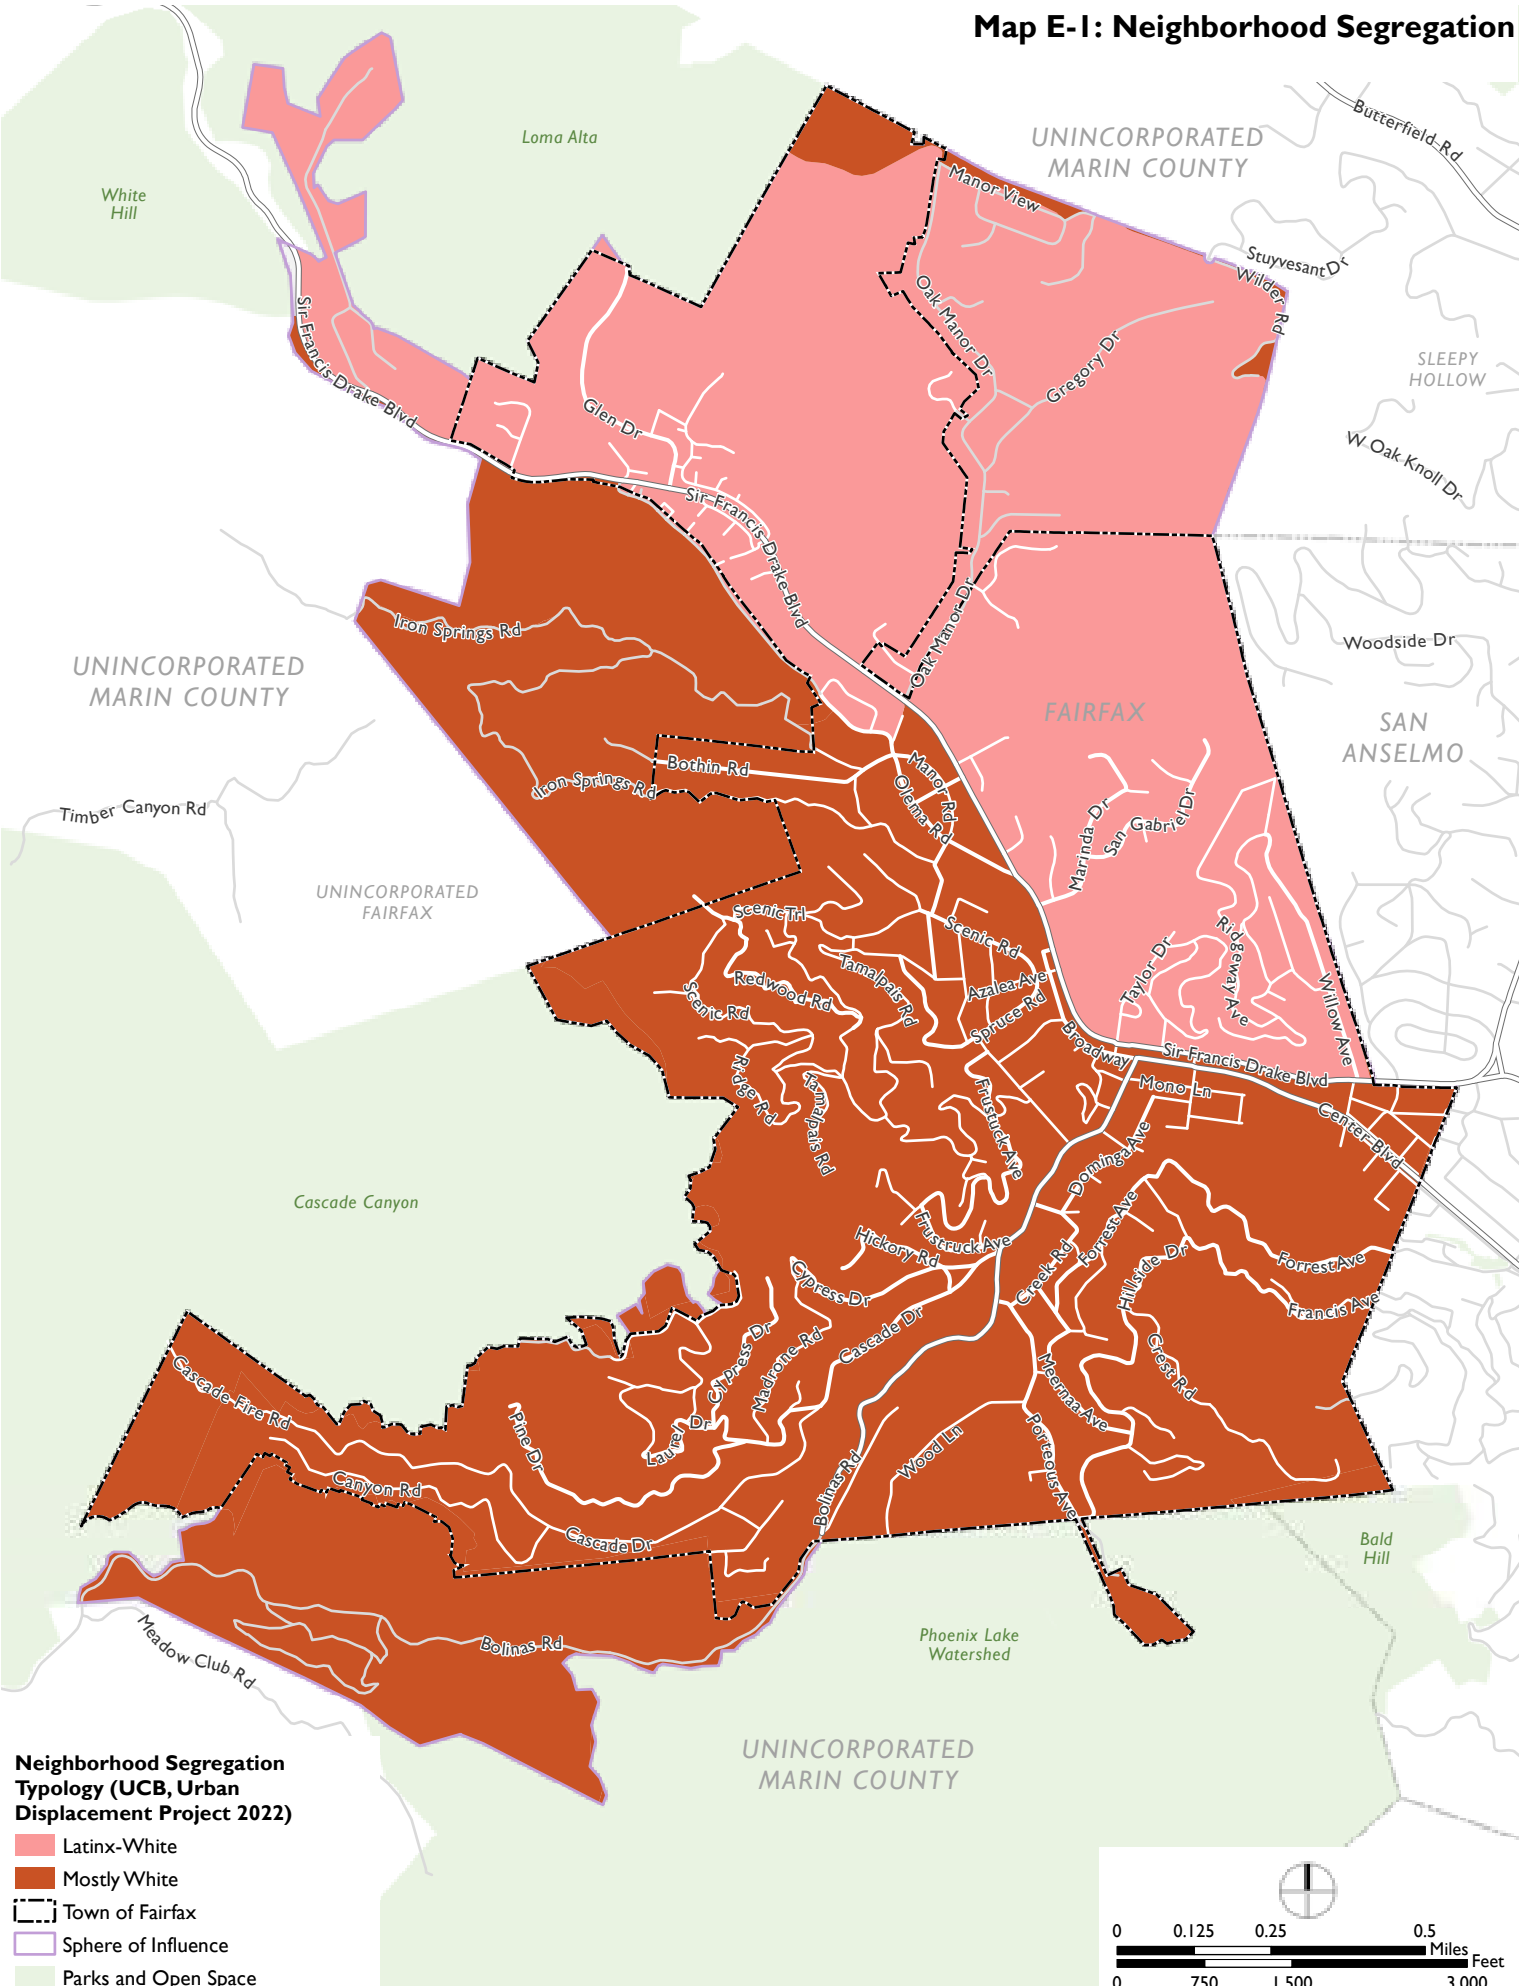 Map E-1: Neighborhood Segregation
Butterfield Rd
UNINCORPORATED
MARIN COUNTY
Loma Alta
White
Hill
Manor View
Stuyvesant Dr
Wilder Rd
Oak Manor Dr
Sir Francis Drake Blvd
Gregory Dr
SLEEPY
HOLLOW
Glen Dr
W Oak Knoll Dr
Sir Francis Drake Blvd
Iron Springs Rd
Oak Manor Dr
Woodside Dr
UNINCORPORATED
MARIN COUNTY
FAIRFAX
SAN
ANSELMO
Bothin Rd
Manor Rd
Iron Springs Rd
Olema Rd
Timber Canyon Rd
Marinda Dr
San Gabriel Dr
UNINCORPORATED
FAIRFAX
Scenic Trl
Scenic Rd
Ridgeway Ave
Taylor Dr
Tamalpais Rd
Redwood Rd
Azalea Ave
Willow Ave
Scenic Rd
Spruce Rd
Broadway
Sir Francis Drake Blvd
Ridge Rd
Tamalpais Rd
Frustuck Ave
Mono Ln
Center Blvd
Dominga Ave
Cascade Canyon
Forrest Ave
Frustruck Ave
Hickory Rd
Creek Rd
Hillside Dr
Forrest Ave
Cypress Dr
Francis Ave
Cascade Dr
Cypress Dr
Madrone Rd
Crest Rd
Cascade Fire Rd
Meernaa Ave
Pine Dr
Laurel Dr
Wood Ln
Porteous Ave
Canyon Rd
Bolinas Rd
Cascade Dr
Bald
Hill
Meadow Club Rd
Bolinas Rd
Phoenix Lake
Watershed
UNINCORPORATED
MARIN COUNTY
Neighborhood Segregation
Typology (UCB, Urban
Displacement Project 2022)
Latinx-White
Mostly White
Town of Fairfax
Sphere of Influence
Parks and Open Space
0 0.125 0.25 0.5
Miles
Feet
0 750 1,500 3,000